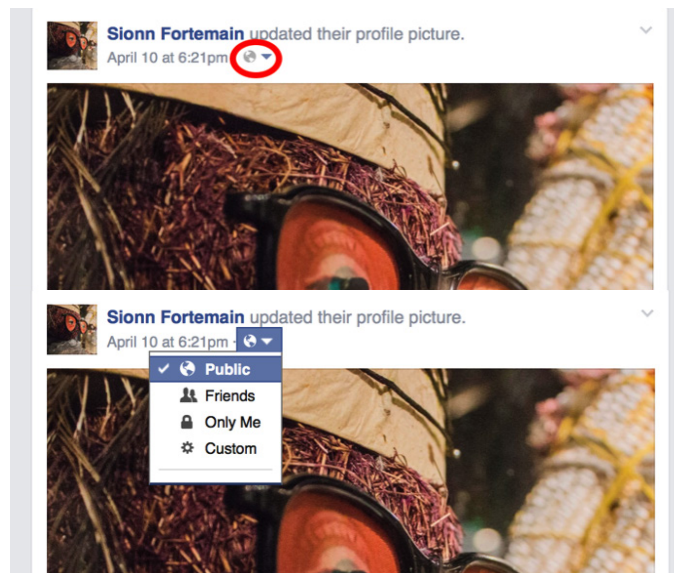 Sionn Fortemain updated their profile picture.
April 10 at 6:21pm
Sionn Fortemain updated their profile picture.
April 10 at 6:21pm ·
Public
Friends
Only Me
Custom